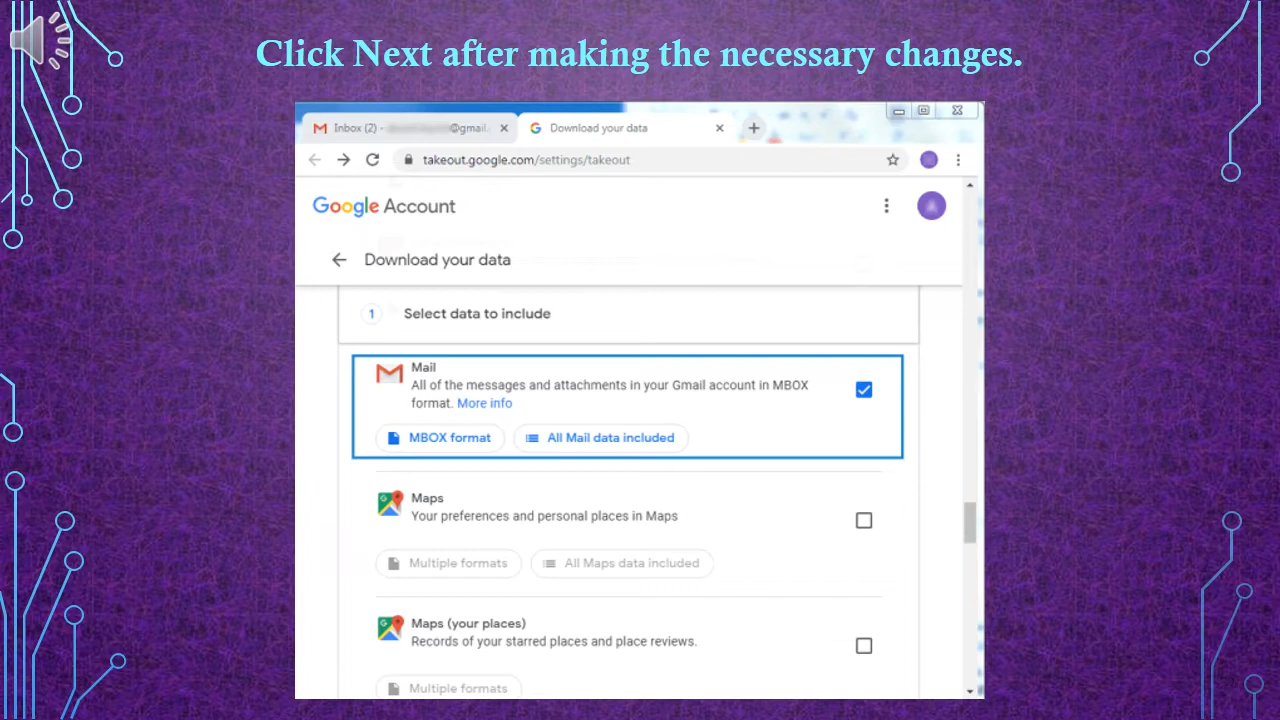 Click Next after making the necessary changes.
Inbox (2) - @gmail.
Download your data
takeout.google.com/settings/takeout
Google Account
Download your data
1 Select data to include
Mail
All of the messages and attachments in your Gmail account in MBOX
format. More info
MBOX format All Mail data included
Maps
Your preferences and personal places in Maps
Multiple formats All Maps data included
Maps (your places)
Records of your starred places and place reviews.
Multiple formats